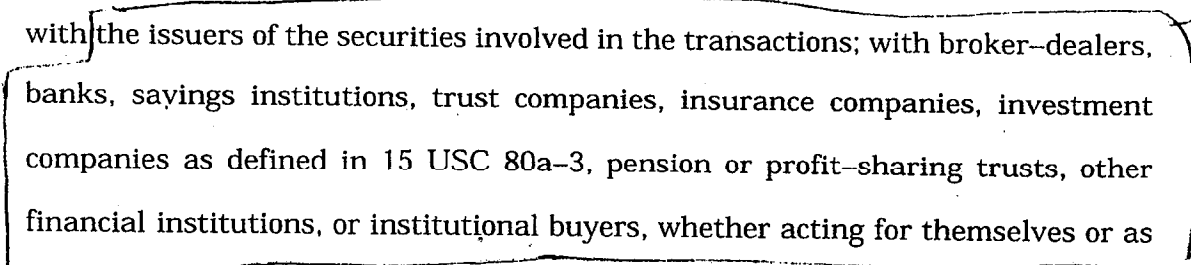 with the issuers of the securities involved in the transactions; with broker–dealers,
banks, savings institutions, trust companies, insurance companies, investment
companies as defined in 15 USC 80a–3, pension or profit–sharing trusts, other
financial institutions, or institutional buyers, whether acting for themselves or as